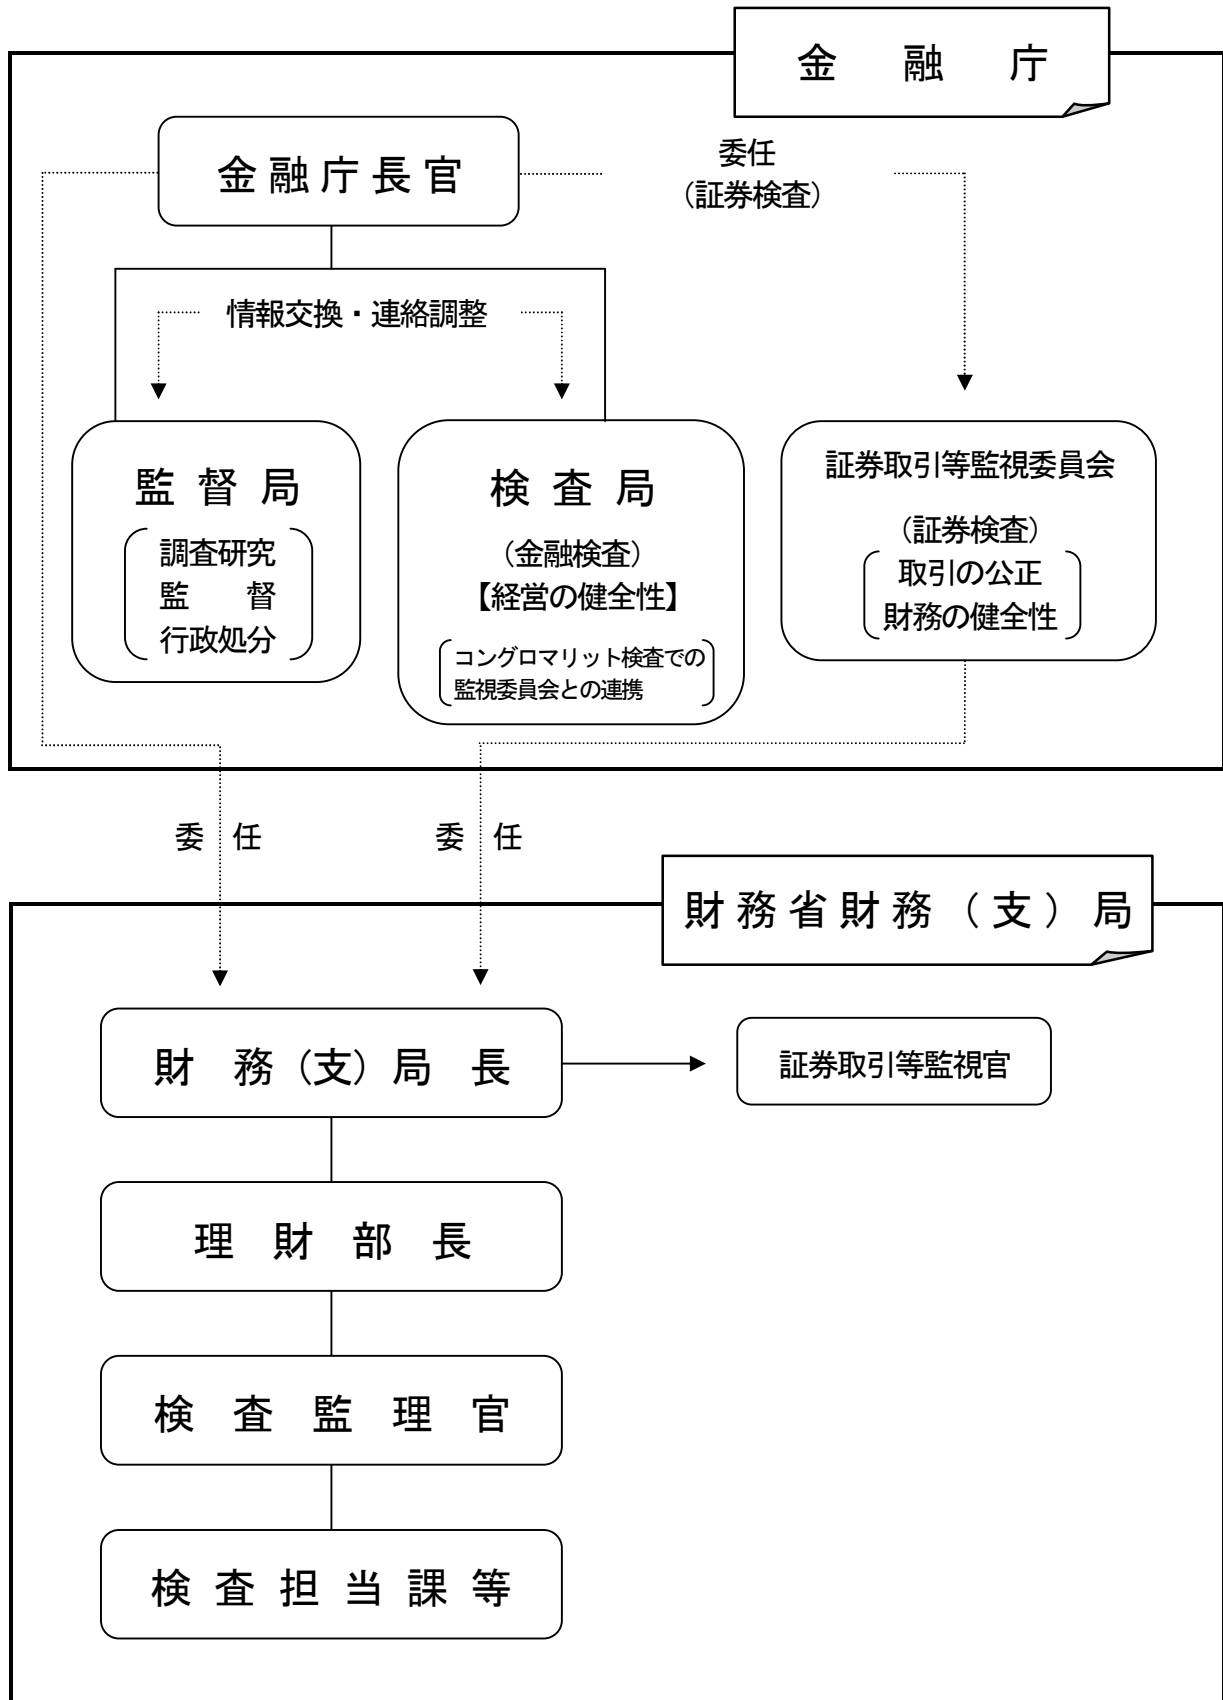 金融庁
金融庁長官
委任
（証券検査）
情報交換・連絡調整
監督局
調査研究
監　督
行政処分
検査局
（金融検査）
【経営の健全性】
コングロマリット検査での
監視委員会との連携
証券取引等監視委員会
（証券検査）
取引の公正
財務の健全性
委任
委任
財務省財務（支）局
財務（支）局長
証券取引等監視官
理財部長
検査監理官
検査担当課等